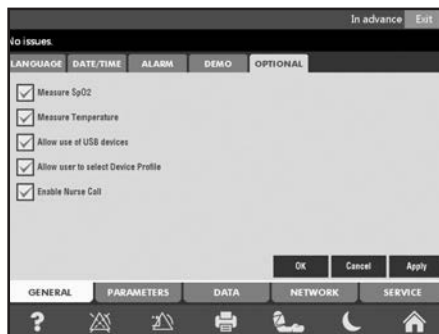 In advance Exit
No issues.
LANGUAGE DATE/TIME ALARM DEMO OPTIONAL
Measure SpO2
Measure Temperature
Allow use of USB devices
Allow user to select Device Profile
Enable Nurse Call
OK Cancel Apply
GENERAL PARAMETERS DATA NETWORK SERVICE
?